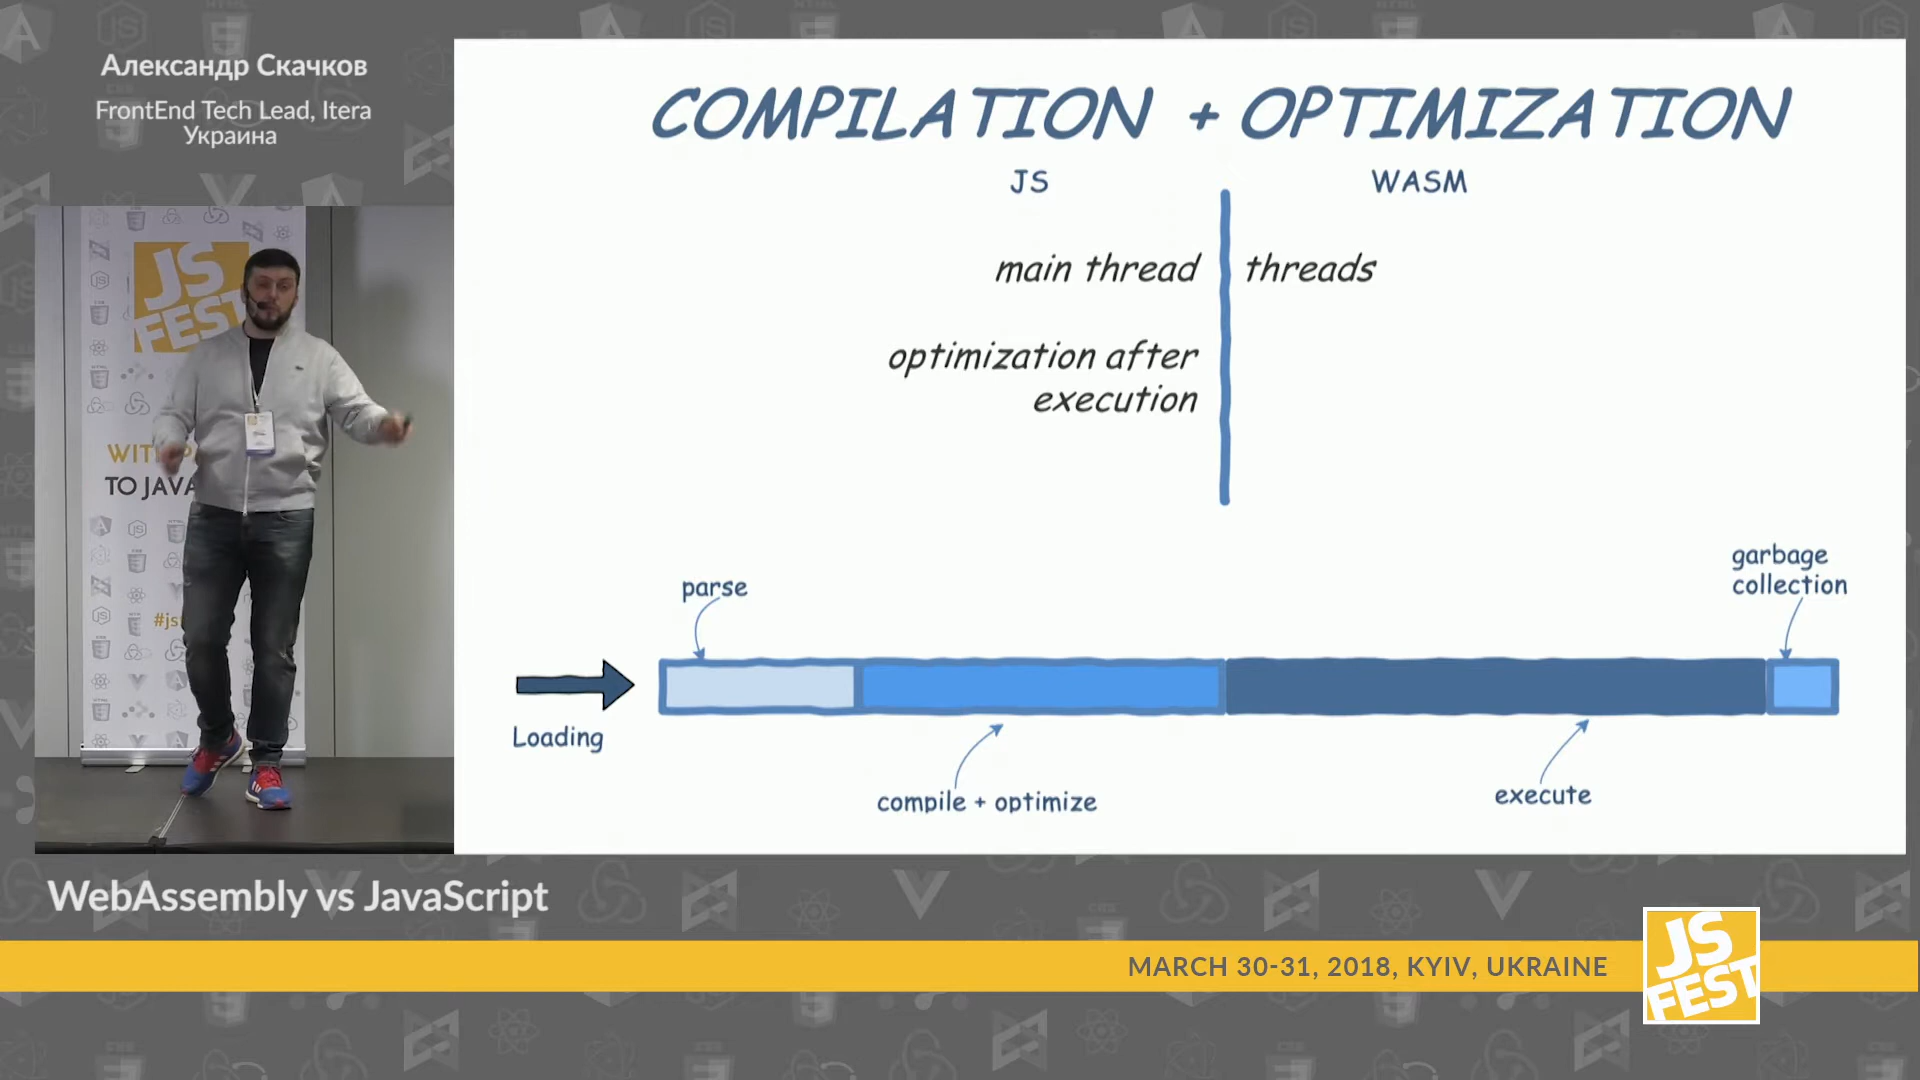 Александр Скачков
FrontEnd Tech Lead, Itera
Украина
COMPILATION + OPTIMIZATION
JS
WASM
main thread
threads
optimization after
execution
parse
garbage
collection
Loading
compile + optimize
execute
JS
FEST
TO JAVA
#js
WebAssembly vs JavaScript
MARCH 30-31, 2018, KYIV, UKRAINE
JS
FEST